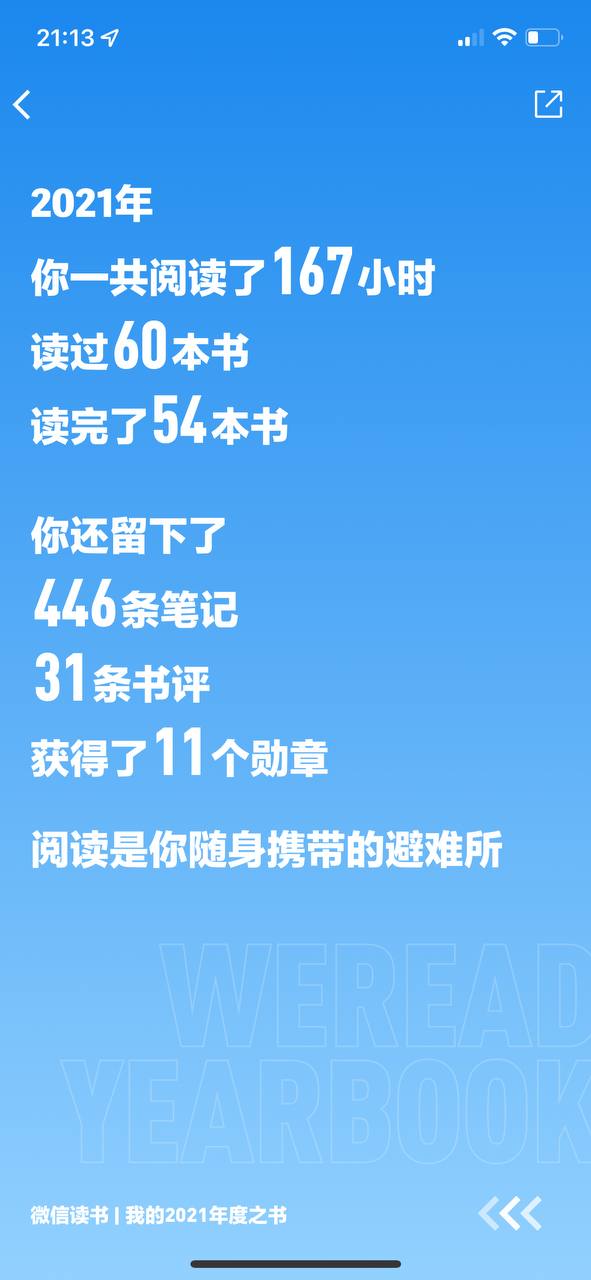 21:13
2021年
你一共阅读了167小时
读过60本书
读完了54本书
你还留下了
446条笔记
31条书评
获得了11个勋章
阅读是你随身携带的避难所
WEREAD
YEARBOOK
微信读书 | 我的2021年度之书